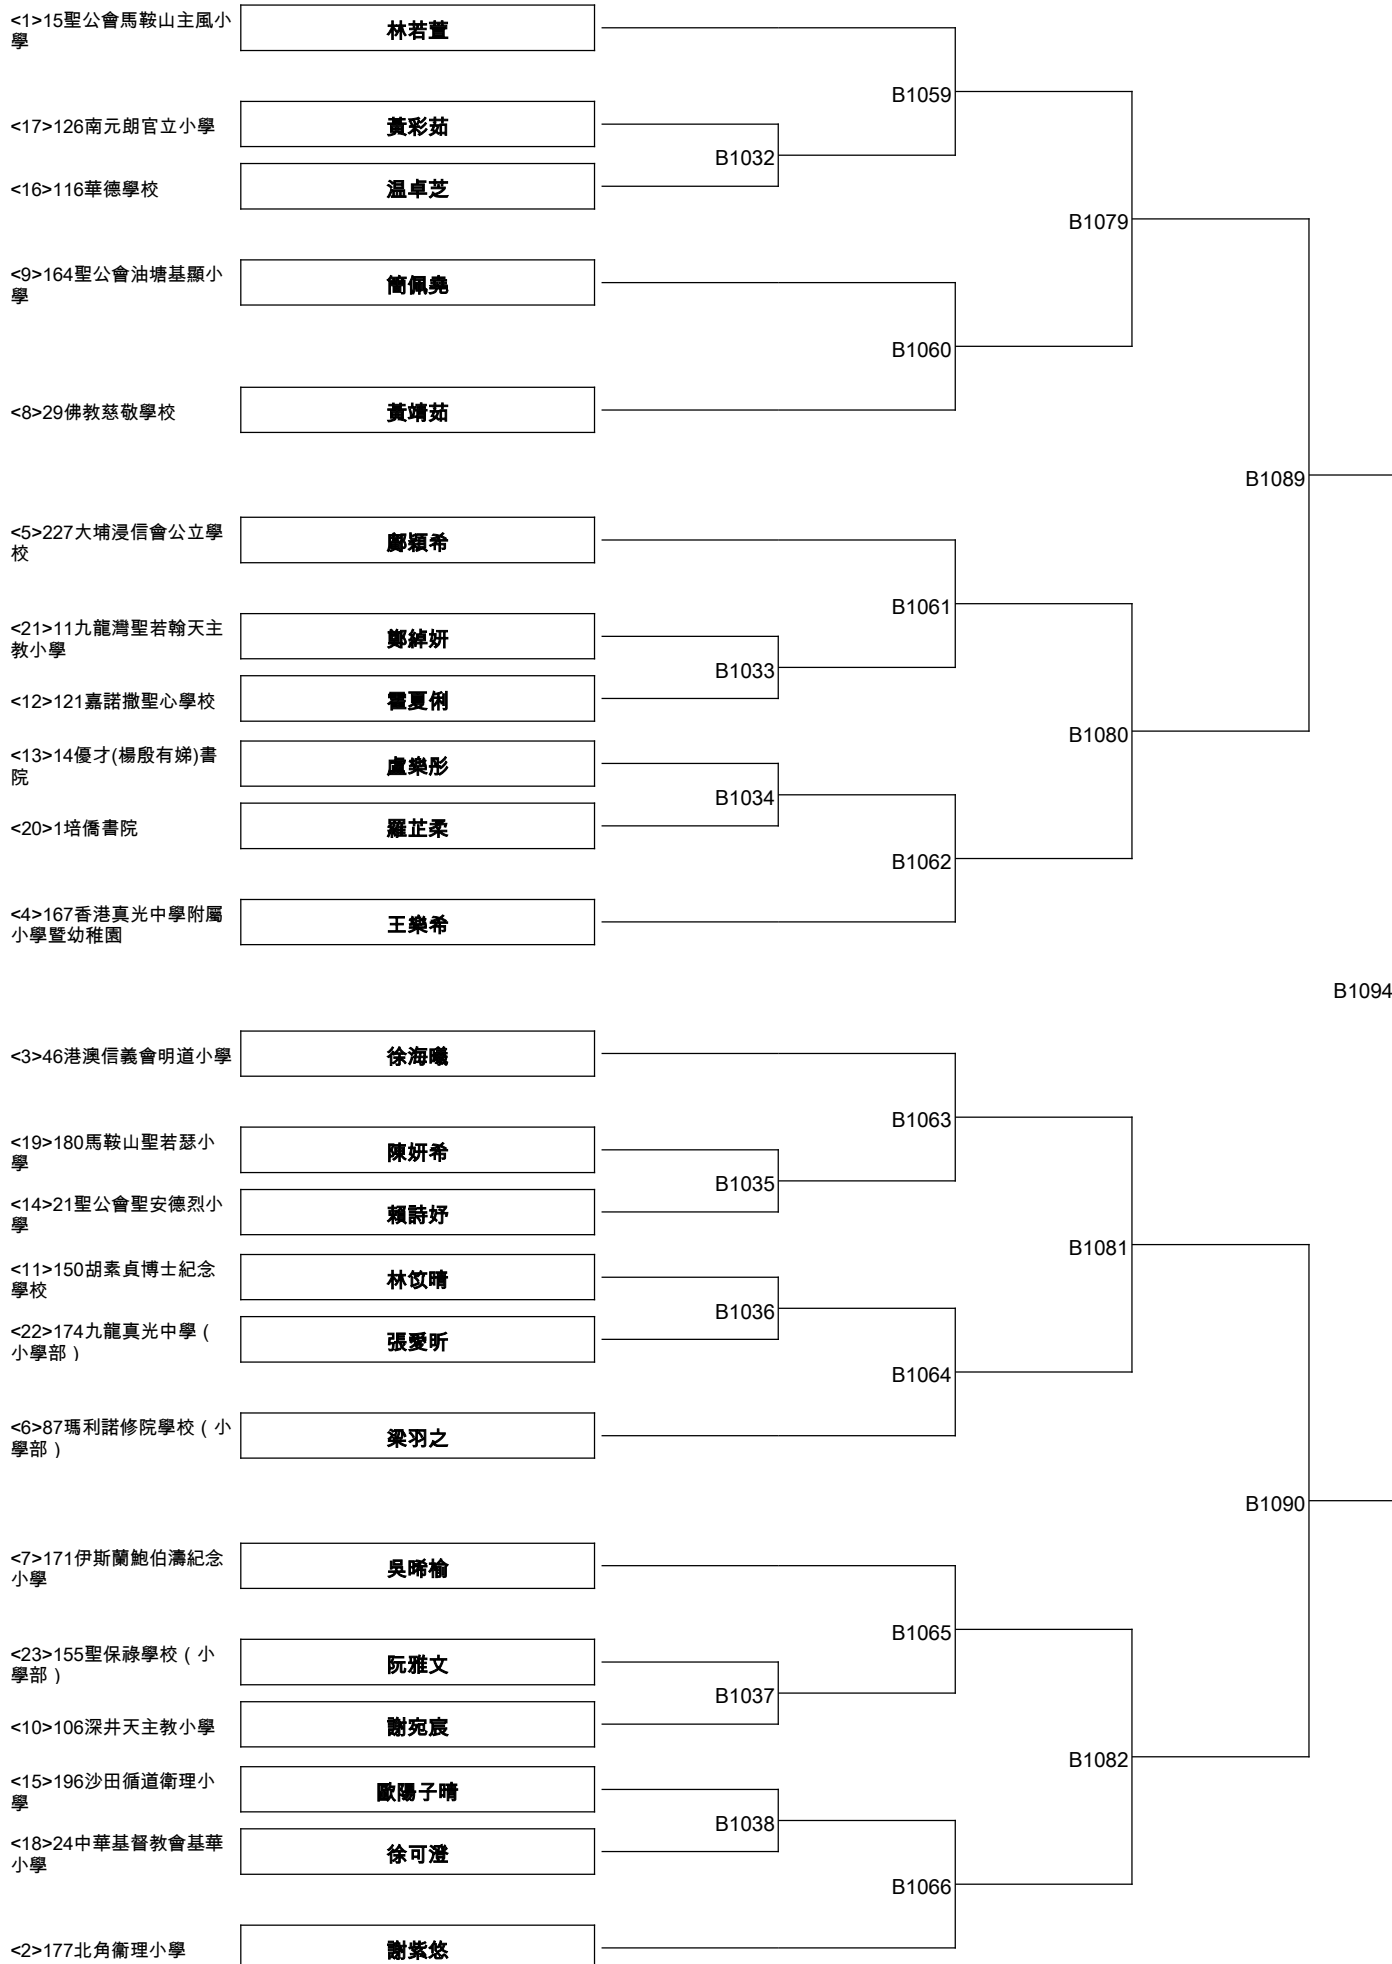 <1>15聖公會馬鞍山主風小
學
林若萱
B1059
<17>126南元朗官立小學
黃彩茹
B1032
<16>116華德學校
温卓芝
B1079
<9>164聖公會油塘基顯小
學
簡佩堯
B1060
<8>29佛教慈敬學校
黃靖茹
B1089
<5>227大埔浸信會公立學
校
鄺穎希
B1061
<21>11九龍灣聖若翰天主
教小學
鄭綽妍
B1033
<12>121嘉諾撒聖心學校
霍夏俐
B1080
<13>14優才(楊殷有娣)書
院
盧樂彤
B1034
<20>1培僑書院
羅芷柔
B1062
<4>167香港真光中學附屬
小學暨幼稚園
王樂希
B1094
<3>46港澳信義會明道小學
徐海曦
B1063
<19>180馬鞍山聖若瑟小
學
陳妍希
B1035
<14>21聖公會聖安德烈小
學
賴詩妤
B1081
<11>150胡素貞博士紀念
學校
林㰥晴
B1036
<22>174九龍真光中學（
小學部）
張愛昕
B1064
<6>87瑪利諾修院學校（小
學部）
梁羽之
B1090
<7>171伊斯蘭鮑伯濤紀念
小學
吳晞榆
B1065
<23>155聖保祿學校（小
學部）
阮雅文
B1037
<10>106深井天主教小學
謝宛宸
B1082
<15>196沙田循道衛理小
學
歐陽子晴
B1038
<18>24中華基督教會基華
小學
徐可澄
B1066
<2>177北角衞理小學
謝紫悠